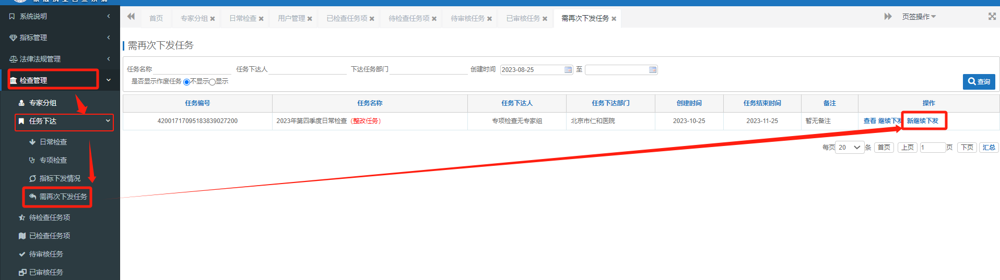 系统说明
指标管理
法律法规管理
检查管理
专家分组
任务下达
日常检查
专项检查
指标下发情况
需再次下发任务
待检查任务项
已检查任务项
待审核任务
已审核任务
首页 专家分组 日常检查 用户管理 已检查任务项 待检查任务项 待审核任务 已审核任务 需再次下发任务 页签操作
需再次下发任务
任务名称 任务下达人 下达任务部门 创建时间 2023-08-25 至
是否显示作废任务 不显示 显示
查询
任务编号 任务名称 任务下达人 任务下达部门 创建时间 任务结束时间 备注 操作
42001717095183839027200 2023年第四季度日常检查（整改任务） 专项检查无专家组 北京市仁和医院 2023-10-25 2023-11-25 暂无备注 查看 继续下发 新继续下发
每页 20 条 首页 上页 1 页 下页 汇总